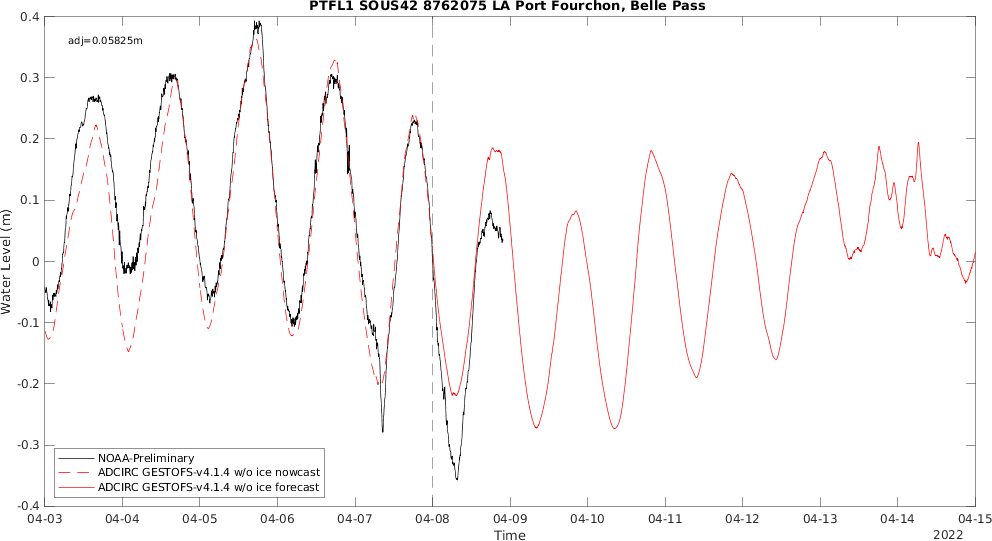 PTFL1 SOUS42 8762075 LA Port Fourchon, Belle Pass
adj=0.05825m
0.4
0.3
0.2
0.1
0
-0.1
-0.2
-0.3
-0.4
Water Level (m)
NOAA-Preliminary
ADCIRC GESTOFS-v4.1.4 w/o ice nowcast
ADCIRC GESTOFS-v4.1.4 w/o ice forecast
04-03 04-04 04-05 04-06 04-07 04-08 04-09 04-10 04-11 04-12 04-13 04-14 04-15
Time
2022